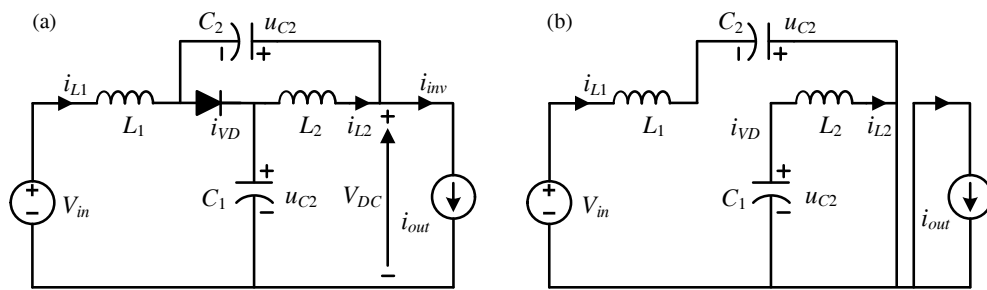 (a)
C2
uC2
iL1
L1
iVD
L2
iL2
iinv
Vin
C1
uC2
VDC
iout
(b)
C2
uC2
iL1
L1
iVD
L2
iL2
Vin
C1
uC2
iout